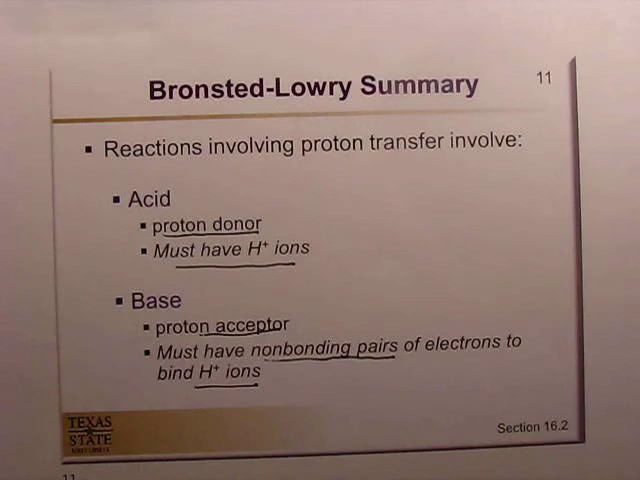 Bronsted-Lowry Summary
11
▪ Reactions involving proton transfer involve:
▪ Acid
▪ proton donor
▪ Must have H⁺ ions
▪ Base
▪ proton acceptor
▪ Must have nonbonding pairs of electrons to
bind H⁺ ions
TEXAS
STATE
UNIVERSITY
Section 16.2
11